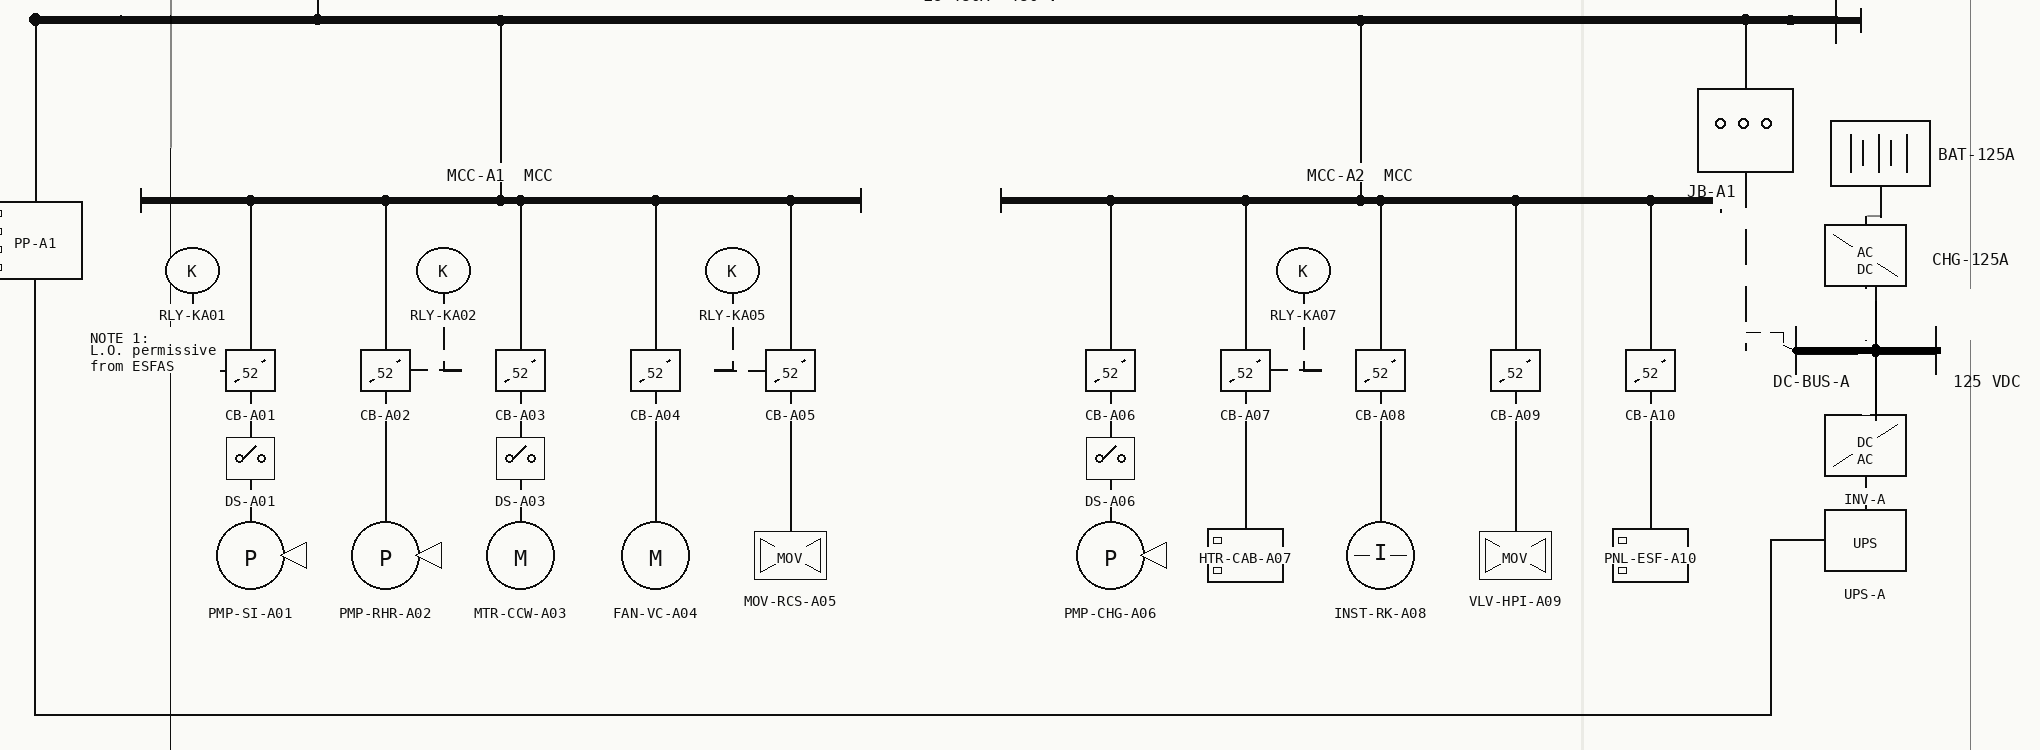 MCC-A1 MCC
MCC-A2 MCC
JB-A1
BAT-125A
PP-A1
AC
DC
CHG-125A
K
K
K
K
RLY-KA01
RLY-KA02
RLY-KA05
RLY-KA07
NOTE 1:
L.O. permissive
from ESFAS
52
52
52
52
52
52
52
52
52
52
DC-BUS-A
125 VDC
CB-A01
CB-A02
CB-A03
CB-A04
CB-A05
CB-A06
CB-A07
CB-A08
CB-A09
CB-A10
DC
AC
INV-A
DS-A01
DS-A03
DS-A06
P
P
M
M
MOV
P
HTR-CAB-A07
I
MOV
PNL-ESF-A10
UPS
UPS-A
MOV-RCS-A05
VLV-HPI-A09
PMP-SI-A01
PMP-RHR-A02
MTR-CCW-A03
FAN-VC-A04
PMP-CHG-A06
INST-RK-A08